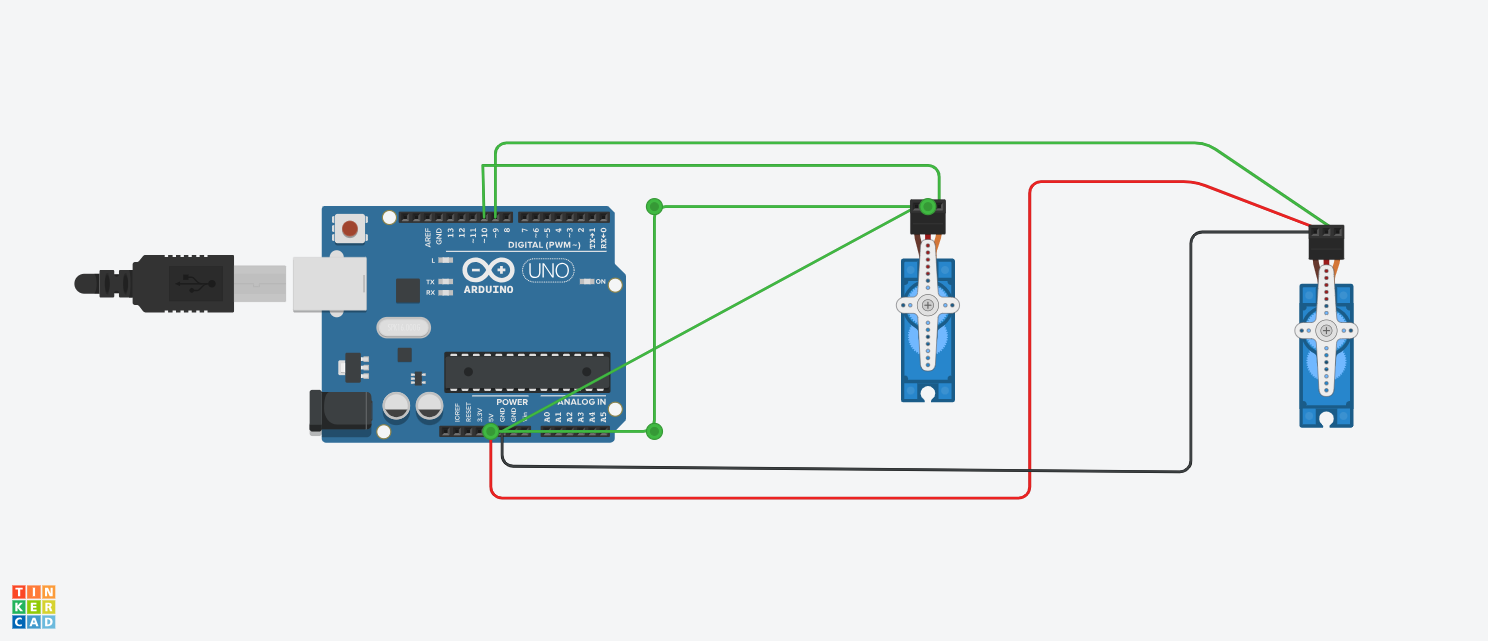 AREF
GND
13
12
~11
~10
~9
8
7
~6
~5
4
~3
2
TX→1
RX←0
DIGITAL (PWM~)
L
TX
RX
UNO
ARDUINO
ON
POWER
ANALOG IN
IOREF
RESET
3.3V
5V
GND
GND
Vin
A0
A1
A2
A3
A4
A5
TIN
KER
CAD